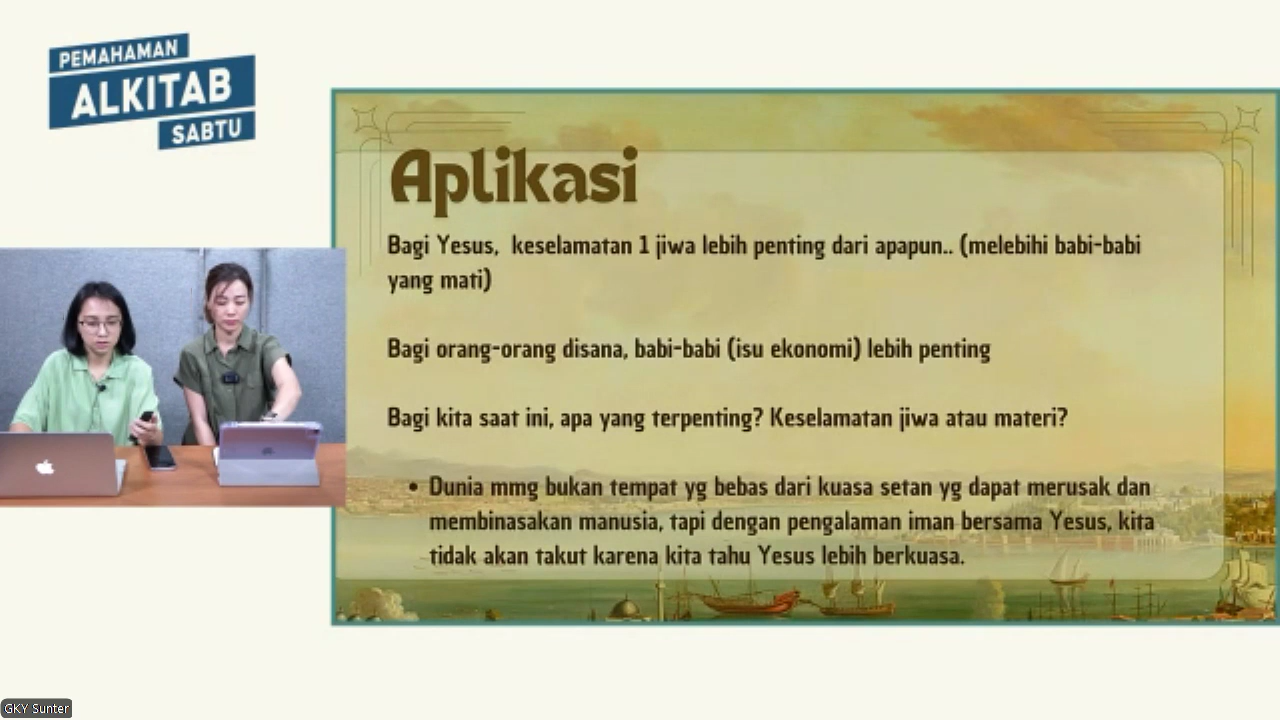 PEMAHAMAN
ALKITAB
SABTU
Aplikasi
Bagi Yesus,  keselamatan 1 jiwa lebih penting dari apapun.. (melebihi babi-babi
yang mati)
Bagi orang-orang disana, babi-babi (isu ekonomi) lebih penting
Bagi kita saat ini, apa yang terpenting? Keselamatan jiwa atau materi?
• Dunia mmg bukan tempat yg bebas dari kuasa setan yg dapat merusak dan
membinasakan manusia, tapi dengan pengalaman iman bersama Yesus, kita
tidak akan takut karena kita tahu Yesus lebih berkuasa.
GKY Sunter